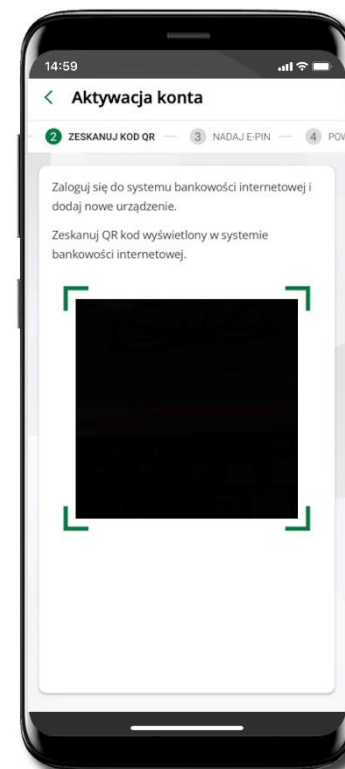 14:59
Aktywacja konta
2 ZESKANUJ KOD QR 3 NADAJ E-PIN 4
Zaloguj się do systemu bankowości internetowej i
dodaj nowe urządzenie.
Zeskanuj QR kod wyświetlony w systemie
bankowości internetowej.